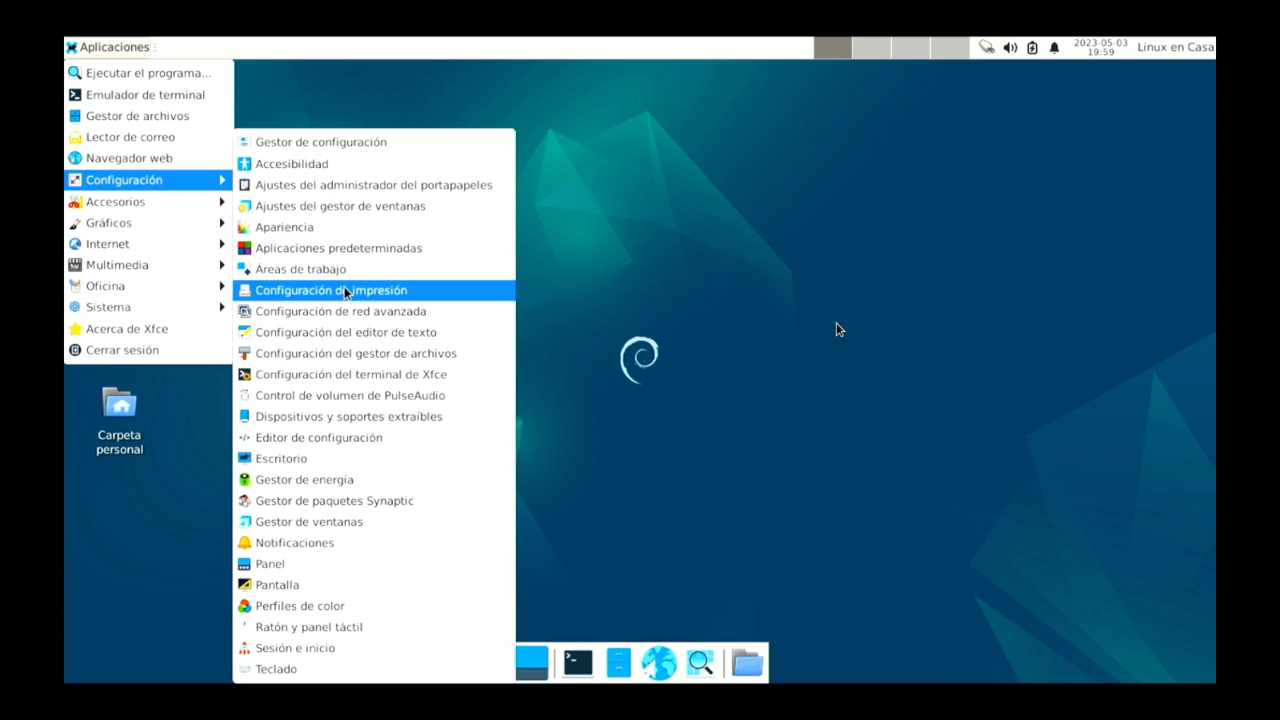 Aplicaciones
2023-05-03
19:59
Linux en Casa
Ejecutar el programa...
Emulador de terminal
Gestor de archivos
Lector de correo
Navegador web
Configuración
Accesorios
Gráficos
Internet
Multimedia
Oficina
Sistema
Acerca de Xfce
Cerrar sesión
Gestor de configuración
Accesibilidad
Ajustes del administrador del portapapeles
Ajustes del gestor de ventanas
Apariencia
Aplicaciones predeterminadas
Áreas de trabajo
Configuración de impresión
Configuración de red avanzada
Configuración del editor de texto
Configuración del gestor de archivos
Configuración del terminal de Xfce
Control de volumen de PulseAudio
Dispositivos y soportes extraíbles
Editor de configuración
Escritorio
Gestor de energía
Gestor de paquetes Synaptic
Gestor de ventanas
Notificaciones
Panel
Pantalla
Perfiles de color
Ratón y panel táctil
Sesión e inicio
Teclado
Carpeta
personal